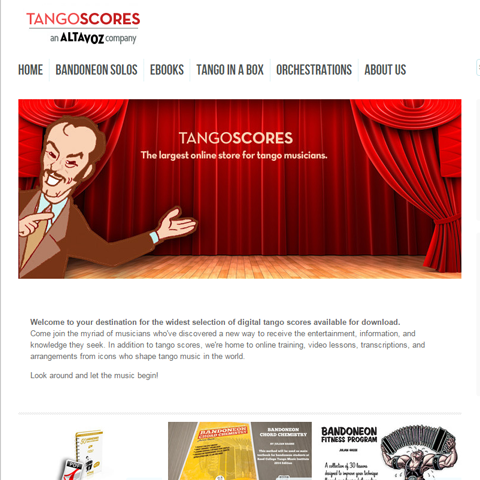 TANGOSCORES
an ALTAVOZ company
HOME BANDONEON SOLOS EBOOKS TANGO IN A BOX ORCHESTRATIONS ABOUT US
TANGOSCORES
The largest online store for tango musicians.
Welcome to your destination for the widest selection of digital tango scores available for download.
Come join the myriad of musicians who've discovered a new way to receive the entertainment, information, and
knowledge they seek. In addition to tango scores, we're home to online training, video lessons, transcriptions, and
arrangements from icons who shape tango music in the world.
Look around and let the music begin!
BANDONEON
CHORD CHEMISTRY
BANDONEON
CHORD CHEMISTRY
BANDONEON
FITNESS PROGRAM
JULIAN HASSE
A collection of 30 tangos
designed to improve your technique